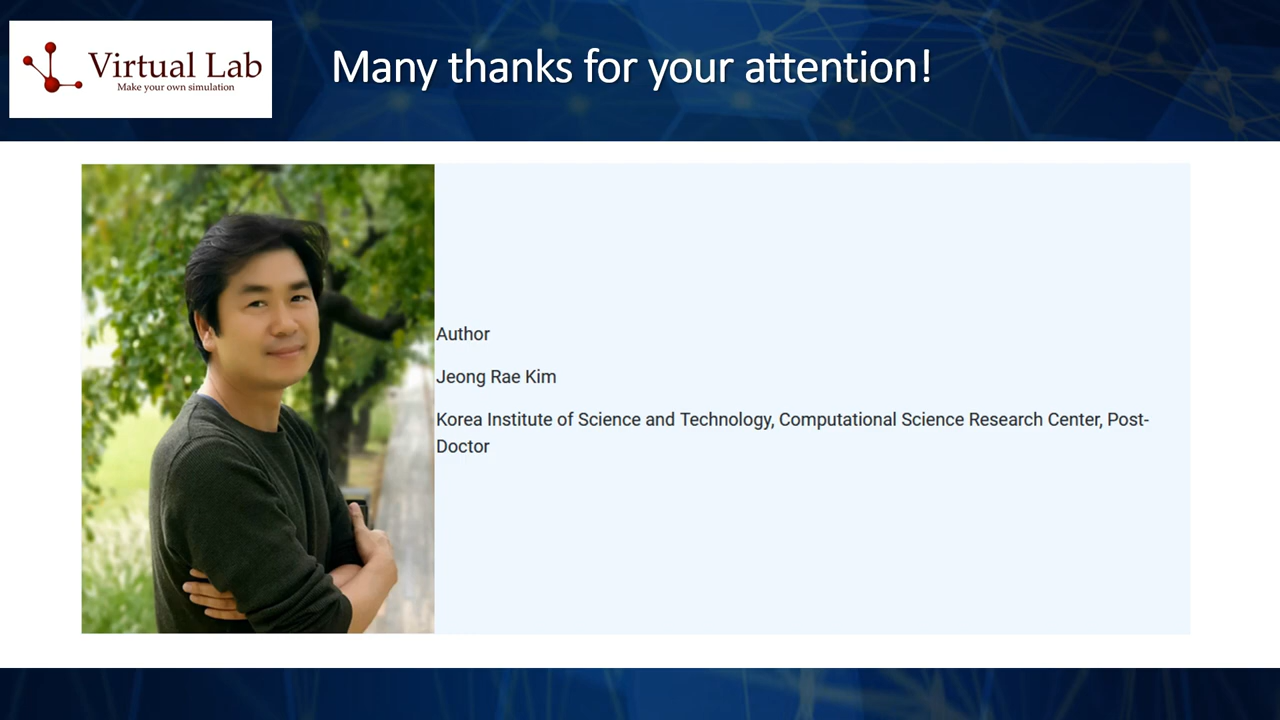 Virtual Lab
Make your own simulation
Many thanks for your attention!
Author
Jeong Rae Kim
Korea Institute of Science and Technology, Computational Science Research Center, Post-
Doctor